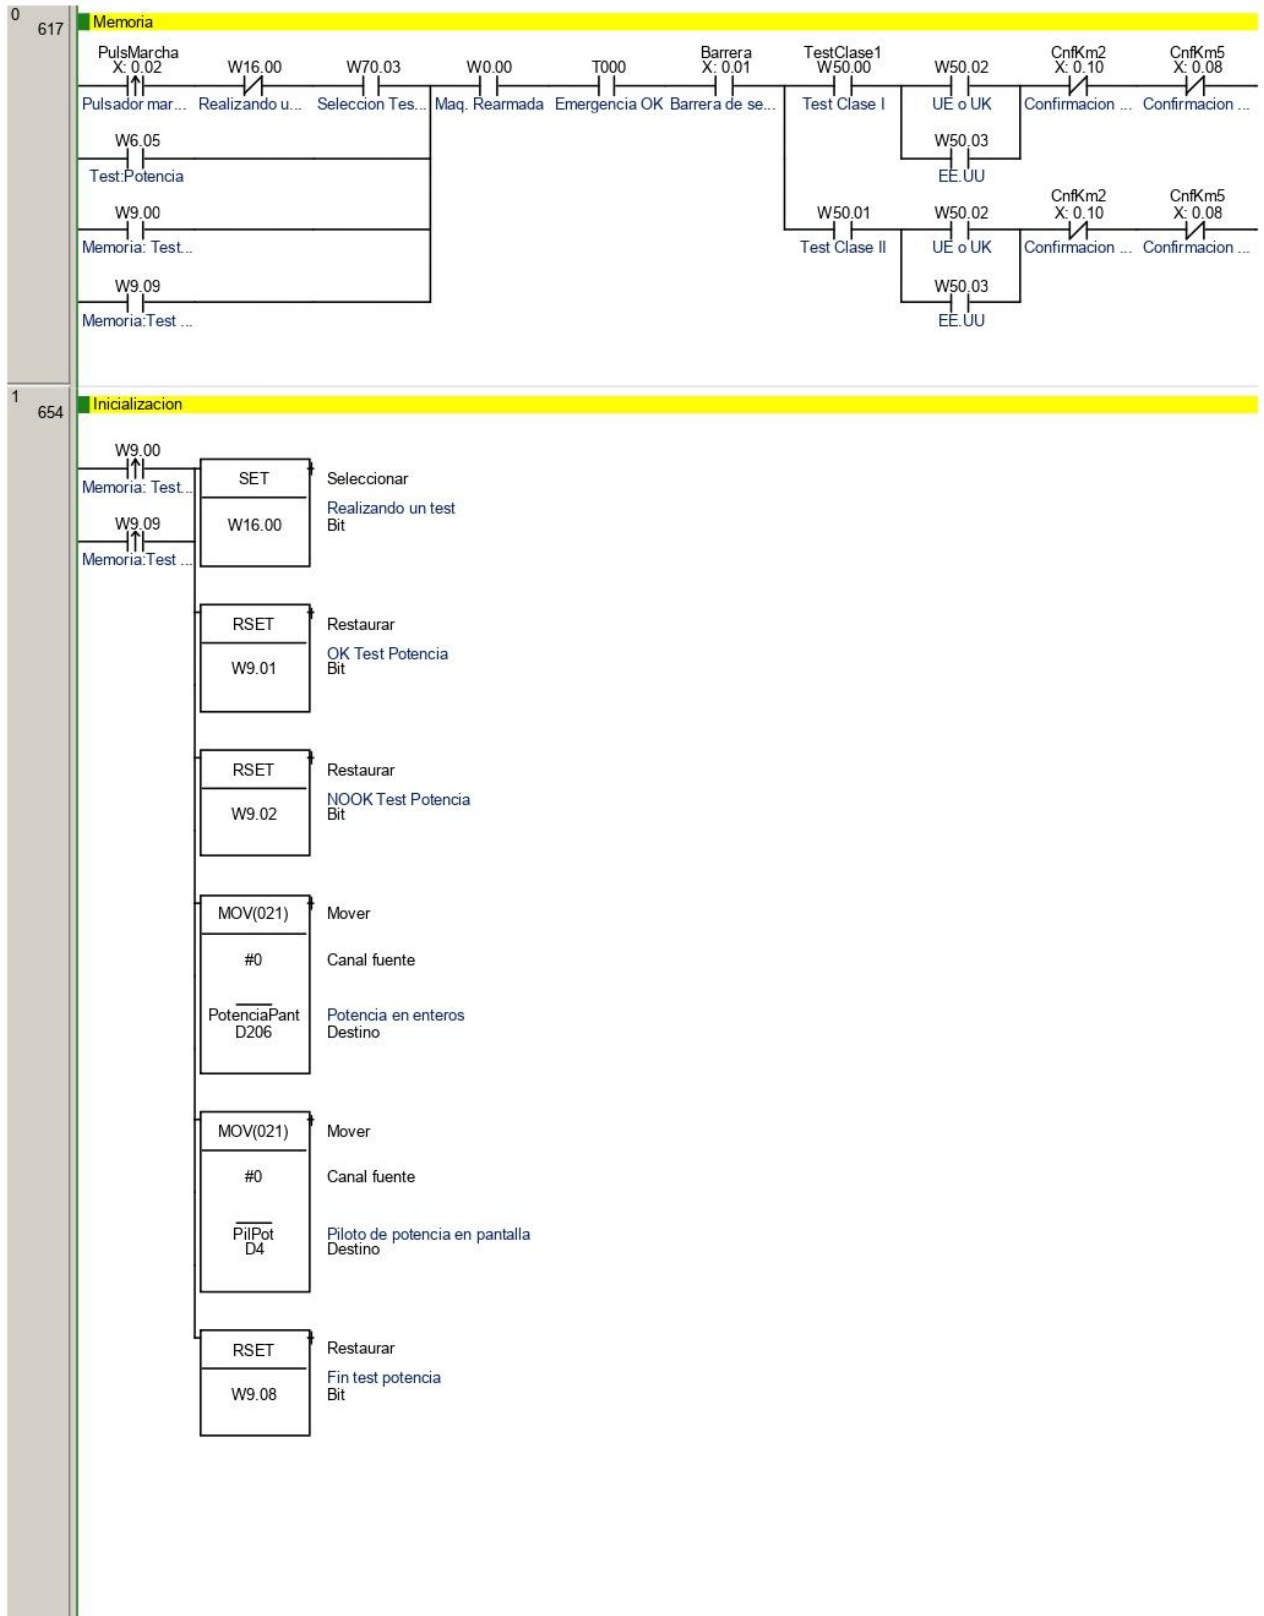 0
617
Memoria
PulsMarcha Barrera TestClase1 CnfKm2 CnfKm5
X: 0.02 W16.00 W70.03 W0.00 T000 X: 0.01 W50.00 W50.02 X: 0.10 X: 0.08
Pulsador mar... Realizando u... Seleccion Tes... Maq. Rearmada Emergencia OK Barrera de se... Test Clase I UE o UK Confirmacion ... Confirmacion ...
W6.05 W50.03
Test:Potencia EE.UU
CnfKm2 CnfKm5
W9.00 W50.01 W50.02 X: 0.10 X: 0.08
Memoria: Test... Test Clase II UE o UK Confirmacion ... Confirmacion ...
W9.09 W50.03
Memoria:Test ... EE.UU
1
654
Inicializacion
W9.00
Memoria: Test...
W9.09
Memoria:Test ...
SET Seleccionar
Realizando un test
W16.00 Bit
RSET Restaurar
OK Test Potencia
W9.01 Bit
RSET Restaurar
NOOK Test Potencia
W9.02 Bit
MOV(021) Mover
#0 Canal fuente
PotenciaPant Potencia en enteros
D206 Destino
MOV(021) Mover
#0 Canal fuente
PilPot Piloto de potencia en pantalla
D4 Destino
RSET Restaurar
Fin test potencia
W9.08 Bit